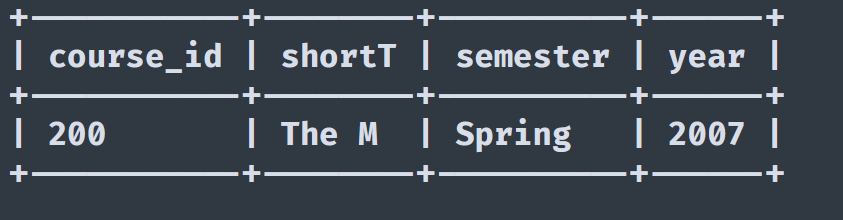 +-----------+--------+----------+------+
| course_id | shortT | semester | year |
+-----------+--------+----------+------+
| 200       | The M  | Spring   | 2007 |
+-----------+--------+----------+------+